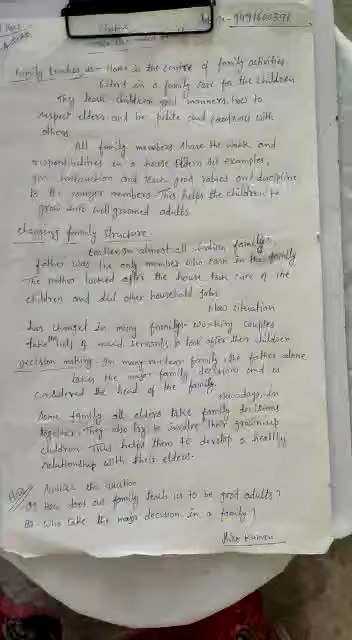 Family teaches us - Home is the centre of family activities
Elders in a family care for the children
They teach children good manners, how to
respect elders and be polite and
others
All family members share the work and
responsibilities in a house Elders set examples,
give instruction and teach good values and discipline
to the younger members. This helps the children to
grow into well groomed adults.
Changing family structure.
Earlier in almost all Indian family
father was the only member who earn in the family
The mother looked after the house took care of the
children and did other household jobs
Now situation
has changed in many family - working couples
take help of maid servants to look after their children
decision making - In many nuclear family, the father alone
takes the major family decisions and is
considered the head of the family.
Nowadays, in
some family all elders take family decisions
together. They also try to involve their grownup
children. This helps them to develop a healthy
relationship with their elders.
Answer the question
Q1 How does our family teach us to be good adults?
Who take the major decision in a family?
Kumari